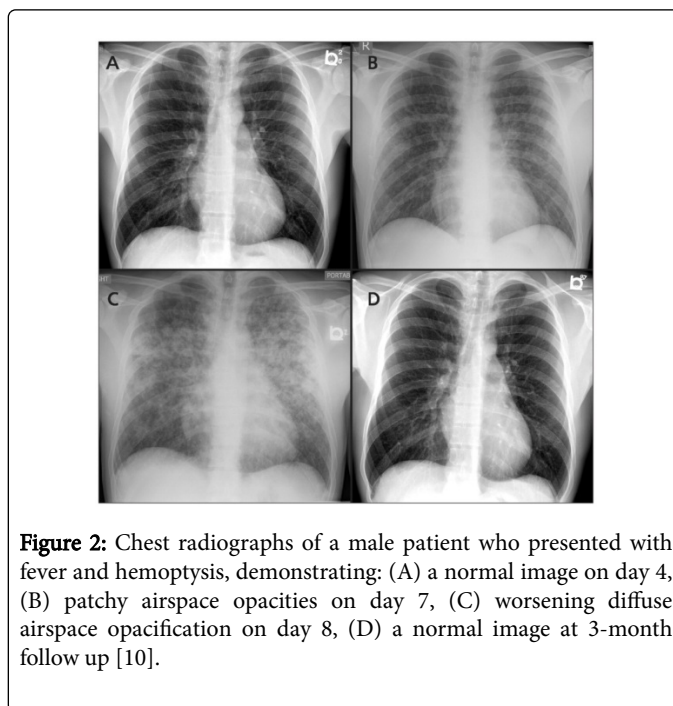 A
B
R
C
PORTAB
D
Figure 2: Chest radiographs of a male patient who presented with
fever and hemoptysis, demonstrating: (A) a normal image on day 4,
(B) patchy airspace opacities on day 7, (C) worsening diffuse
airspace opacification on day 8, (D) a normal image at 3-month
follow up [10].